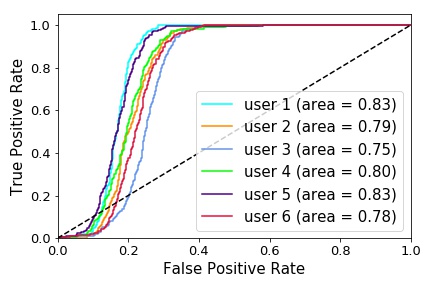 True Positive Rate
1.0
0.8
0.6
0.4
0.2
0.0
user 1 (area = 0.83)
user 2 (area = 0.79)
user 3 (area = 0.75)
user 4 (area = 0.80)
user 5 (area = 0.83)
user 6 (area = 0.78)
0.0 0.2 0.4 0.6 0.8 1.0
False Positive Rate